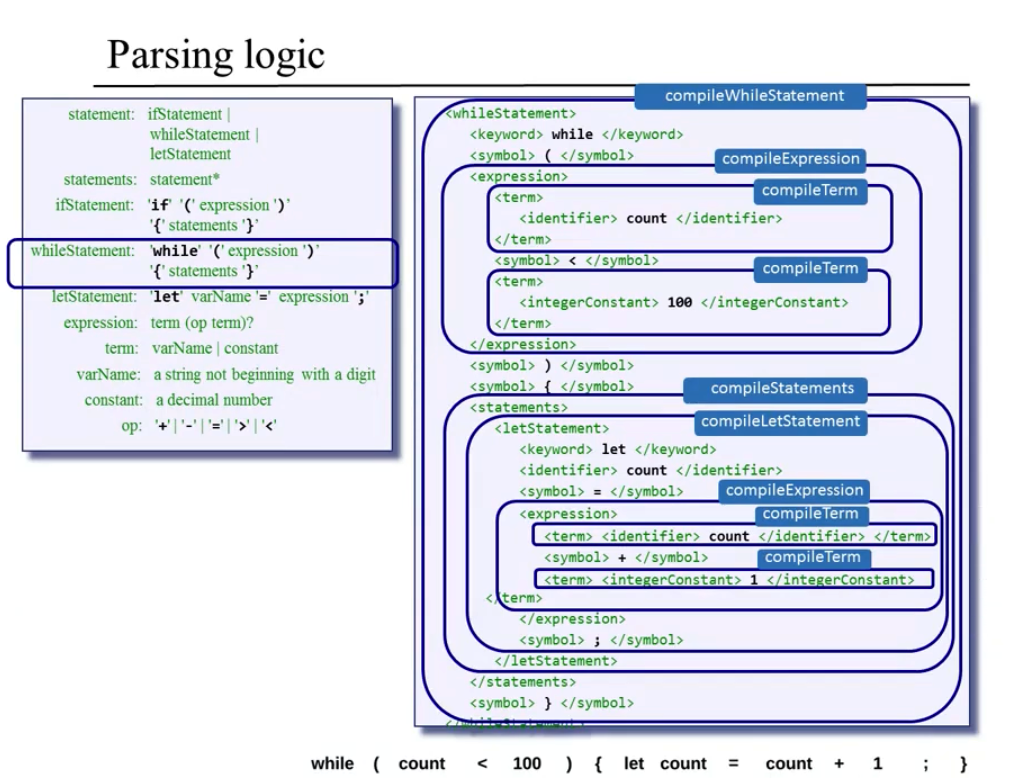 Parsing logic
statement: ifStatement |
whileStatement |
letStatement
statements: statement*
ifStatement: 'if' '(' expression ')'
'{' statements '}'
whileStatement: 'while' '(' expression ')'
'{' statements '}'
letStatement: 'let' varName '=' expression ';'
expression: term (op term)?
term: varName | constant
varName: a string not beginning with a digit
constant: a decimal number
op: '+' | '-' | '=' | '>' | '<'
compileWhileStatement
<whileStatement>
<keyword> while </keyword>
<symbol> ( </symbol>
compileExpression
<expression>
compileTerm
<term>
<identifier> count </identifier>
</term>
<symbol> < </symbol>
compileTerm
<term>
<integerConstant> 100 </integerConstant>
</term>
</expression>
<symbol> ) </symbol>
<symbol> { </symbol>
compileStatements
<statements>
compileLetStatement
<letStatement>
<keyword> let </keyword>
<identifier> count </identifier>
<symbol> = </symbol>
compileExpression
<expression>
compileTerm
<term> <identifier> count </identifier> </term>
<symbol> + </symbol>
compileTerm
<term> <integerConstant> 1 </integerConstant>
</term>
</expression>
<symbol> ; </symbol>
</letStatement>
</statements>
<symbol> } </symbol>
</whileStatement>
while ( count < 100 ) { let count = count + 1 ; }